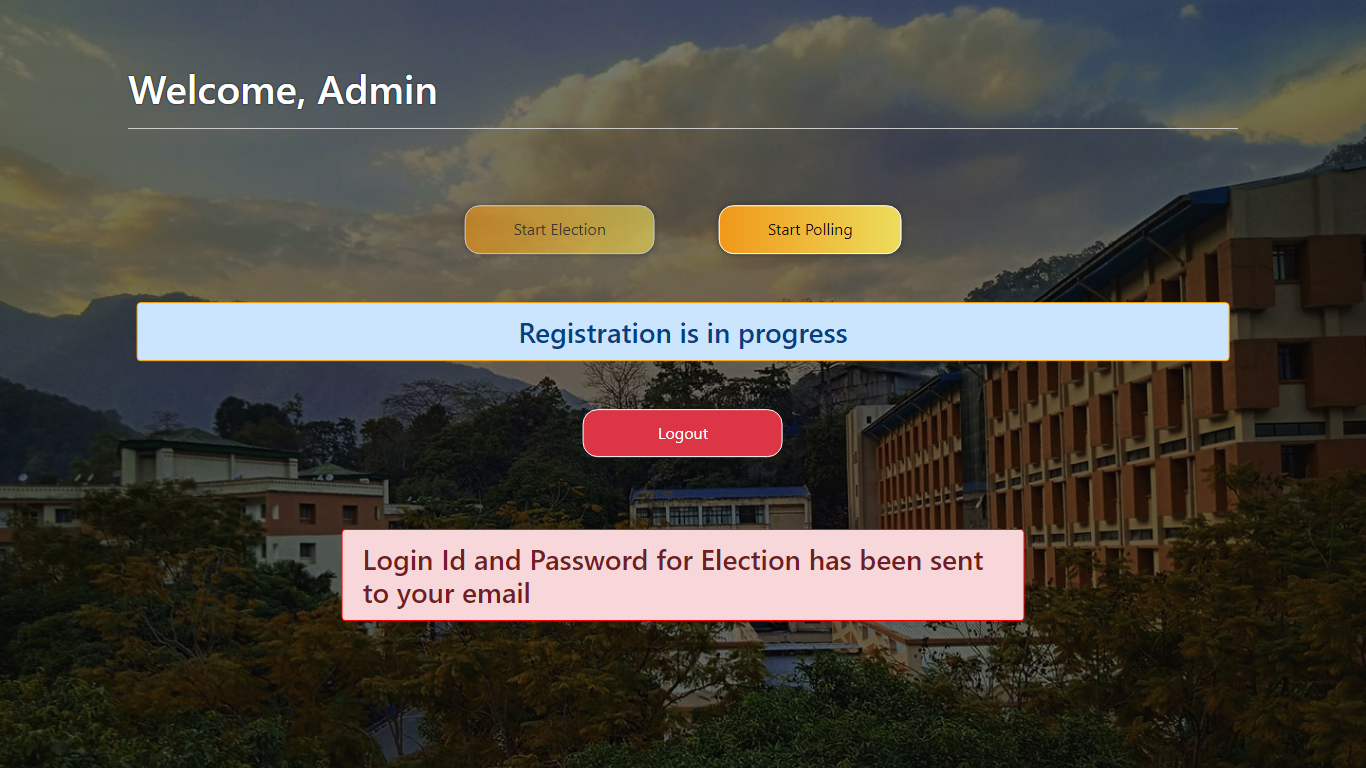 Welcome, Admin
Start Election
Start Polling
Registration is in progress
Logout
Login Id and Password for Election has been sent
to your email